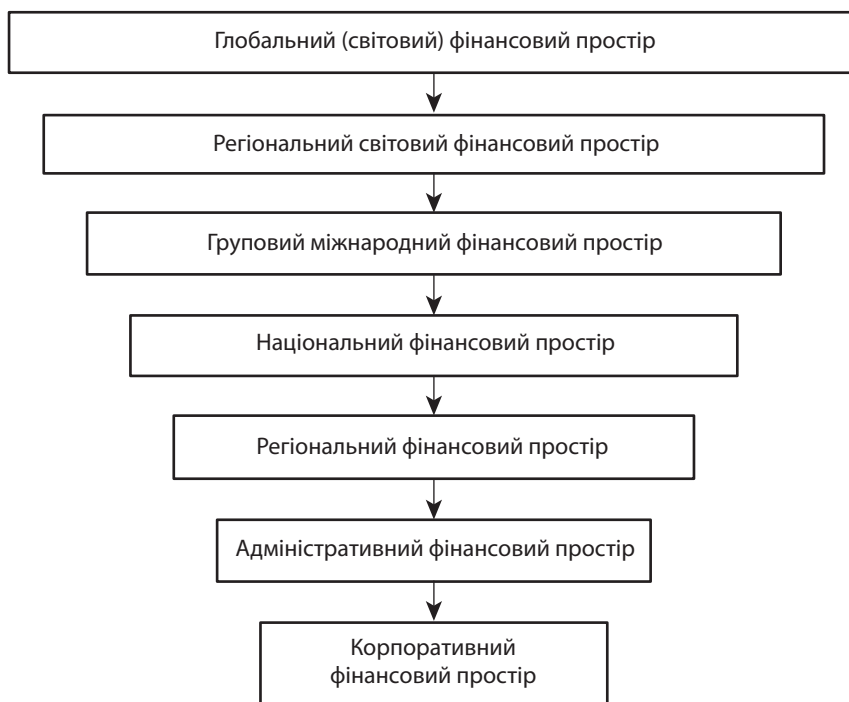 Глобальний (світовий) фінансовий простір
Регіональний світовий фінансовий простір
Груповий міжнародний фінансовий простір
Національний фінансовий простір
Регіональний фінансовий простір
Адміністративний фінансовий простір
Корпоративний
фінансовий простір